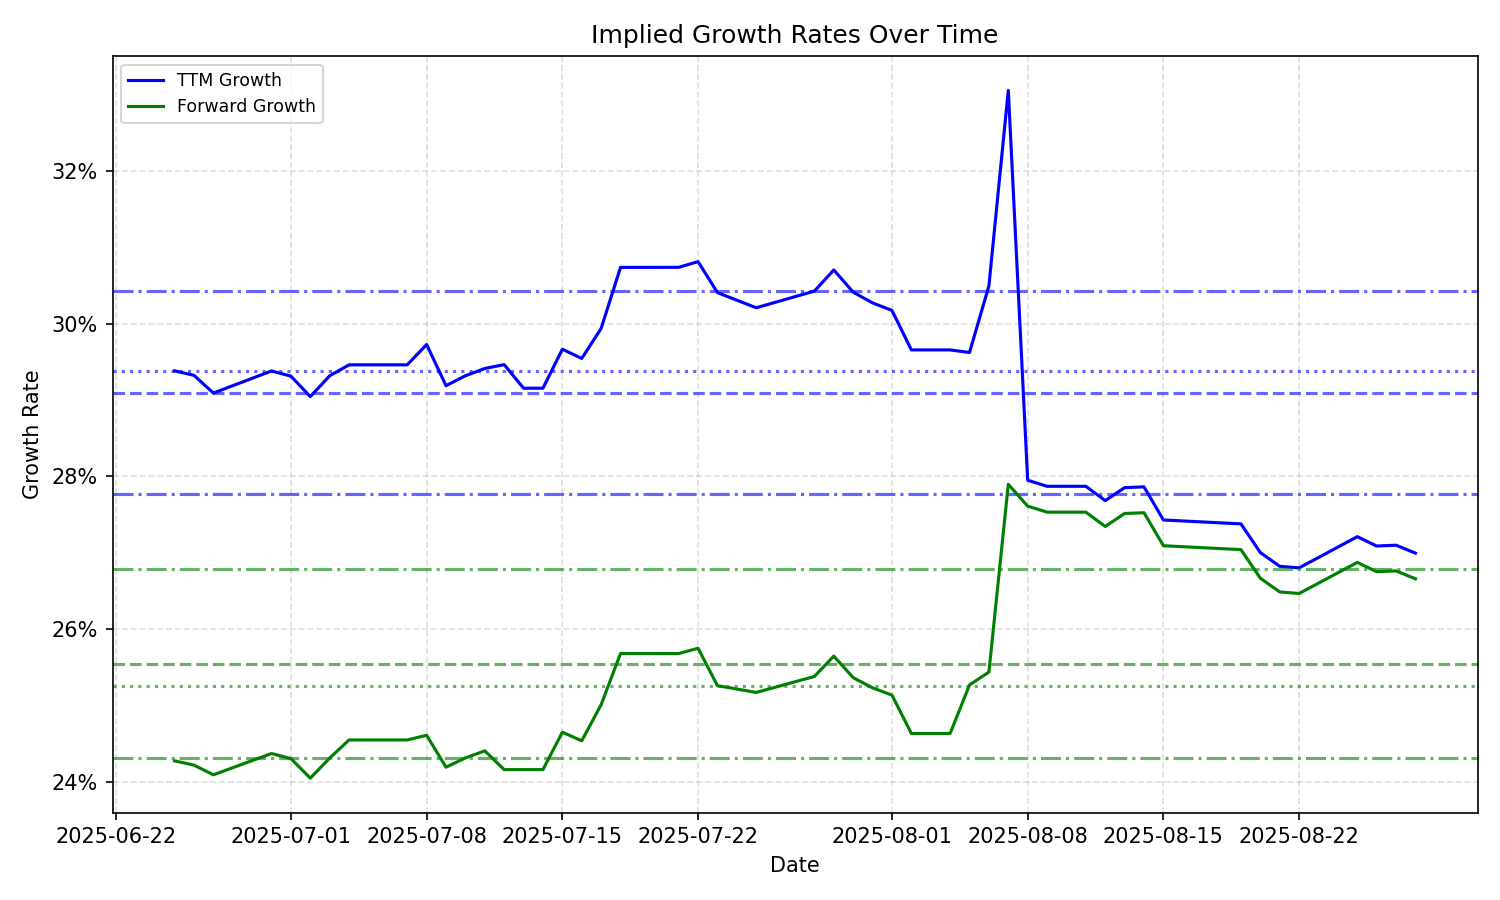 Implied Growth Rates Over Time
TTM Growth
Forward Growth
32%
30%
28%
26%
24%
Growth Rate
2025-06-22
2025-07-01
2025-07-08
2025-07-15
2025-07-22
2025-08-01
2025-08-08
2025-08-15
2025-08-22
Date